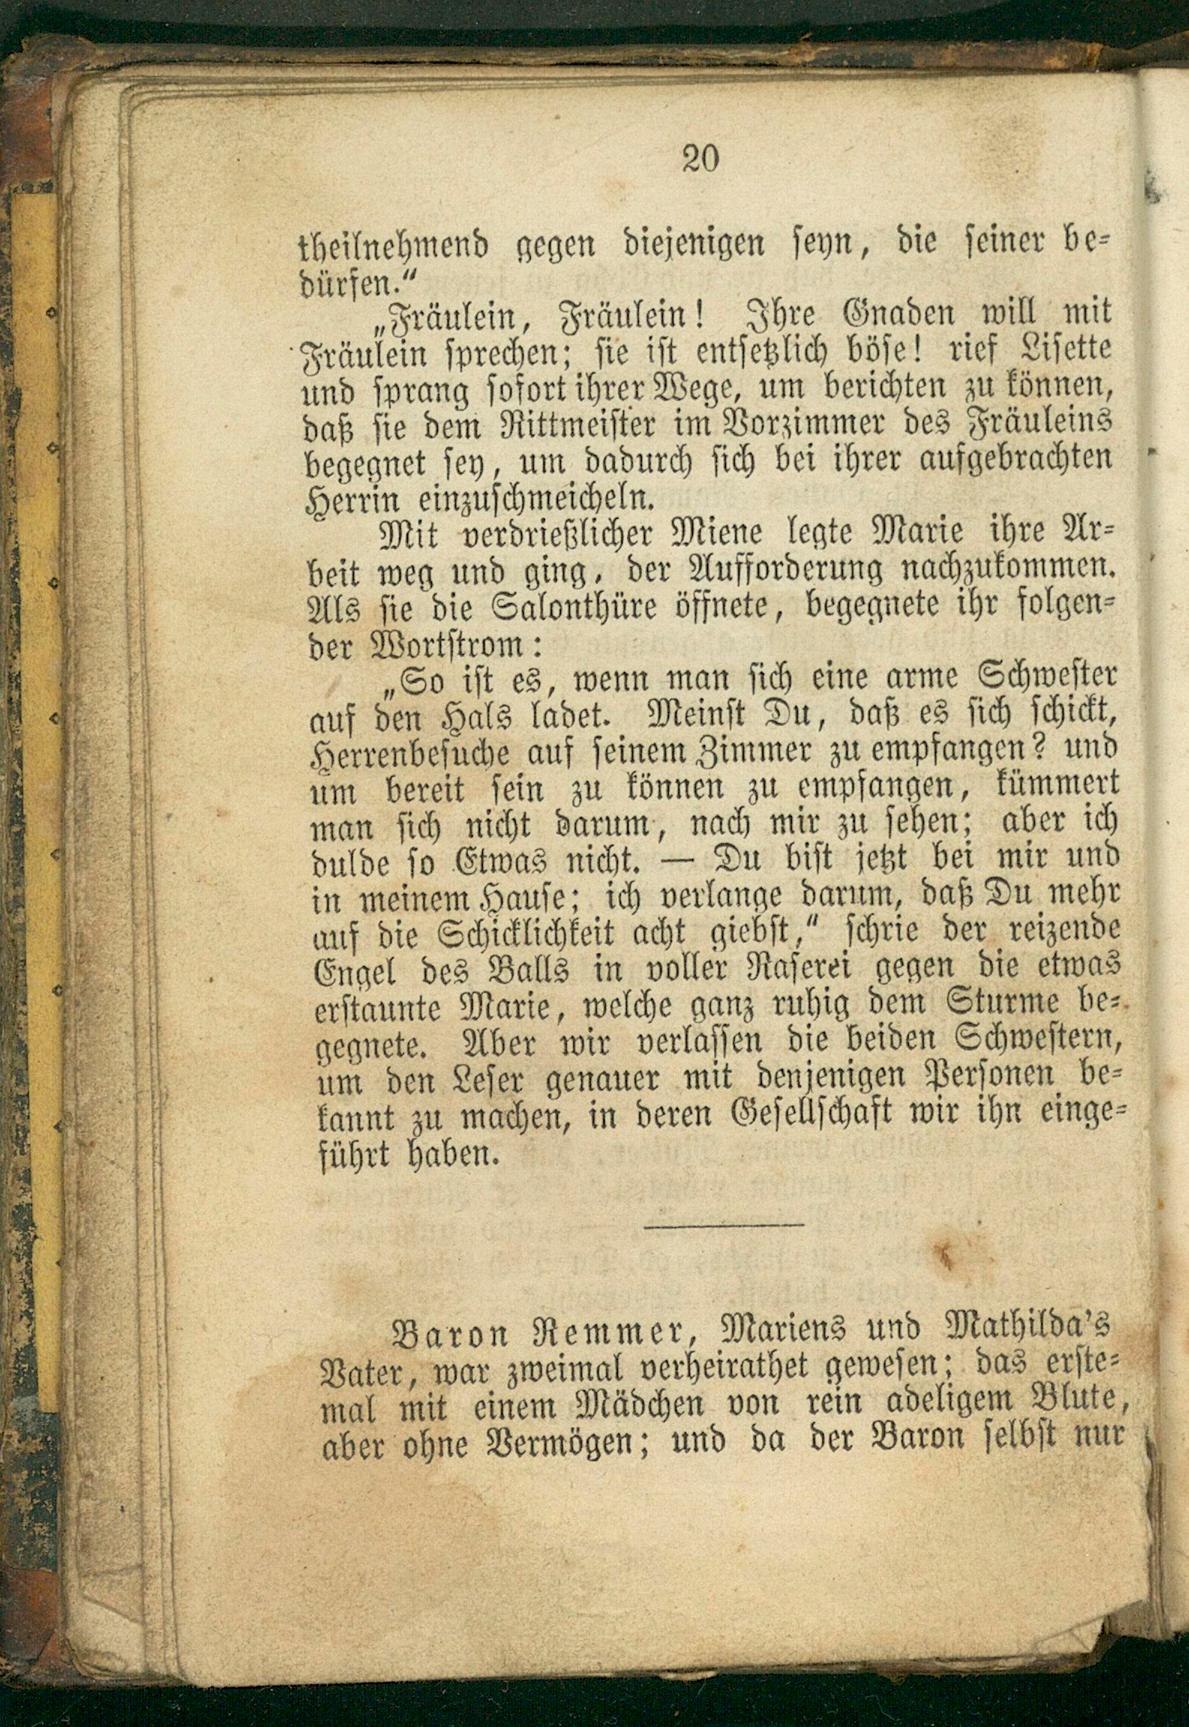 20
theilnehmend gegen diejenigen seyn, die seiner be-
dürfen.“
„Fräulein, Fräulein! Ihre Gnaden will mit
Fräulein sprechen; sie ist entsetzlich böse! rief Lisette
und sprang sofort ihrer Wege, um berichten zu können,
daß sie dem Rittmeister im Vorzimmer des Fräuleins
begegnet sey, um dadurch sich bei ihrer aufgebrachten
Herrin einzuschmeicheln.
Mit verdrießlicher Miene legte Marie ihre Ar-
beit weg und ging, der Aufforderung nachzukommen.
Als sie die Salonthüre öffnete, begegnete ihr folgen-
der Wortstrom:
„So ist es, wenn man sich eine arme Schwester
auf den Hals ladet. Meinst Du, daß es sich schickt,
Herrenbesuche auf seinem Zimmer zu empfangen? und
um bereit sein zu können zu empfangen, kümmert
man sich nicht darum, nach mir zu sehen; aber ich
dulde so Etwas nicht. — Du bist jetzt bei mir und
in meinem Hause; ich verlange darum, daß Du mehr
auf die Schicklichkeit acht giebst,“ schrie der reizende
Engel des Balls in voller Raserei gegen die etwas
erstaunte Marie, welche ganz ruhig dem Sturme be-
gegnete. Aber wir verlassen die beiden Schwestern,
um den Leser genauer mit denjenigen Personen be-
kannt zu machen, in deren Gesellschaft wir ihn einge-
führt haben.
Baron Remmer, Mariens und Mathilda's
Vater, war zweimal verheirathet gewesen; das erste-
mal mit einem Mädchen von rein adeligem Blute,
aber ohne Vermögen; und da der Baron selbst nur